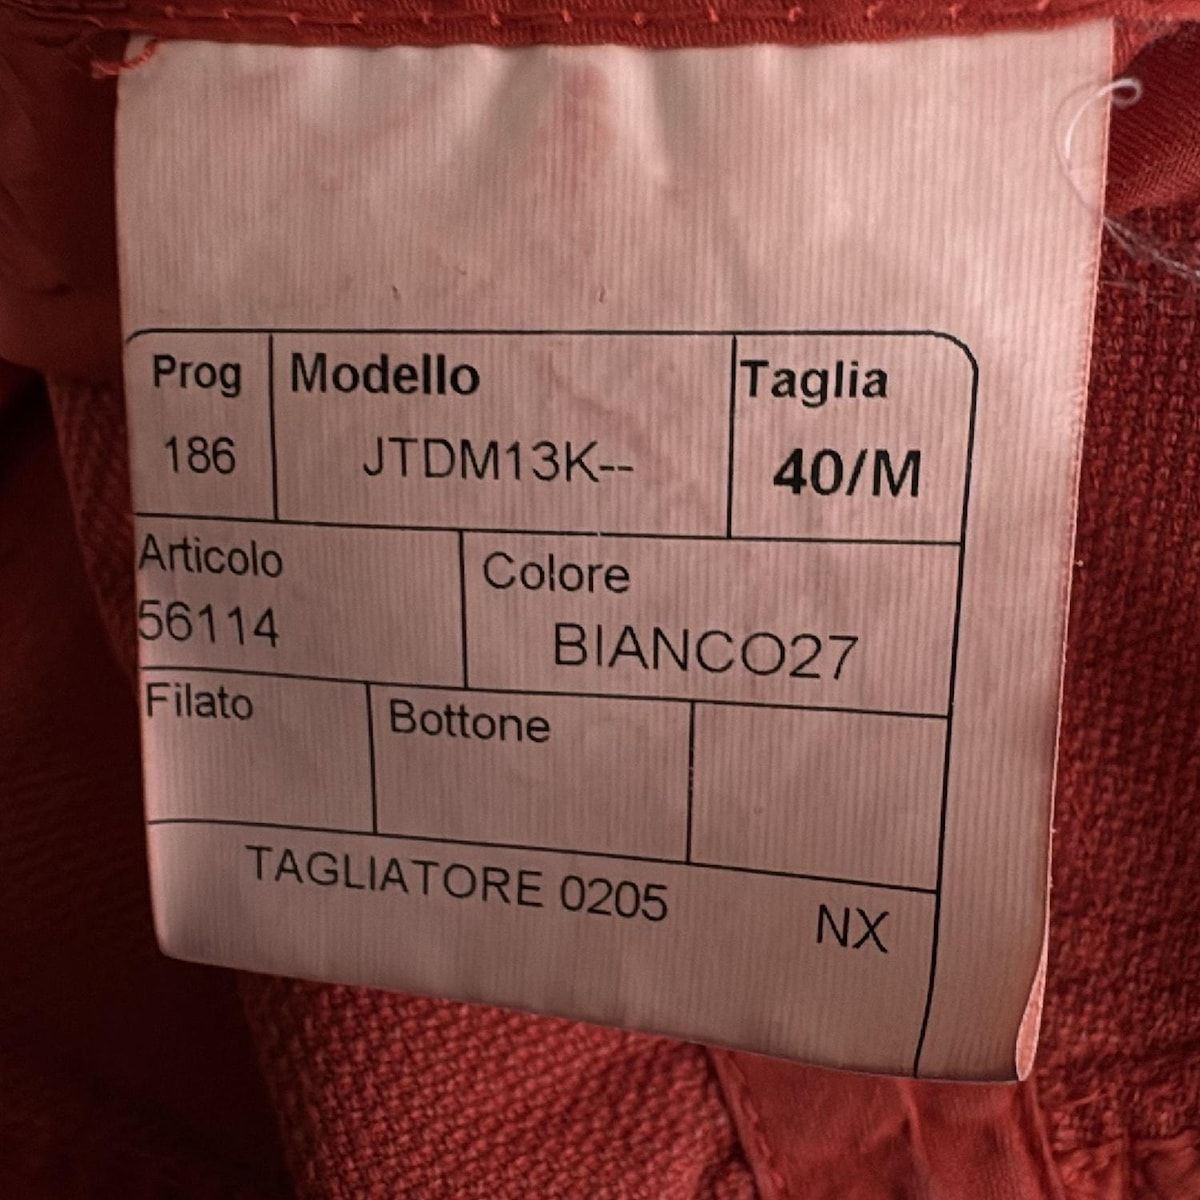 Prog Modello Taglia
186 JTDM13K-- 40/M
Articolo Colore
56114 BIANCO27
Filato Bottone
TAGLIATORE 0205 NX